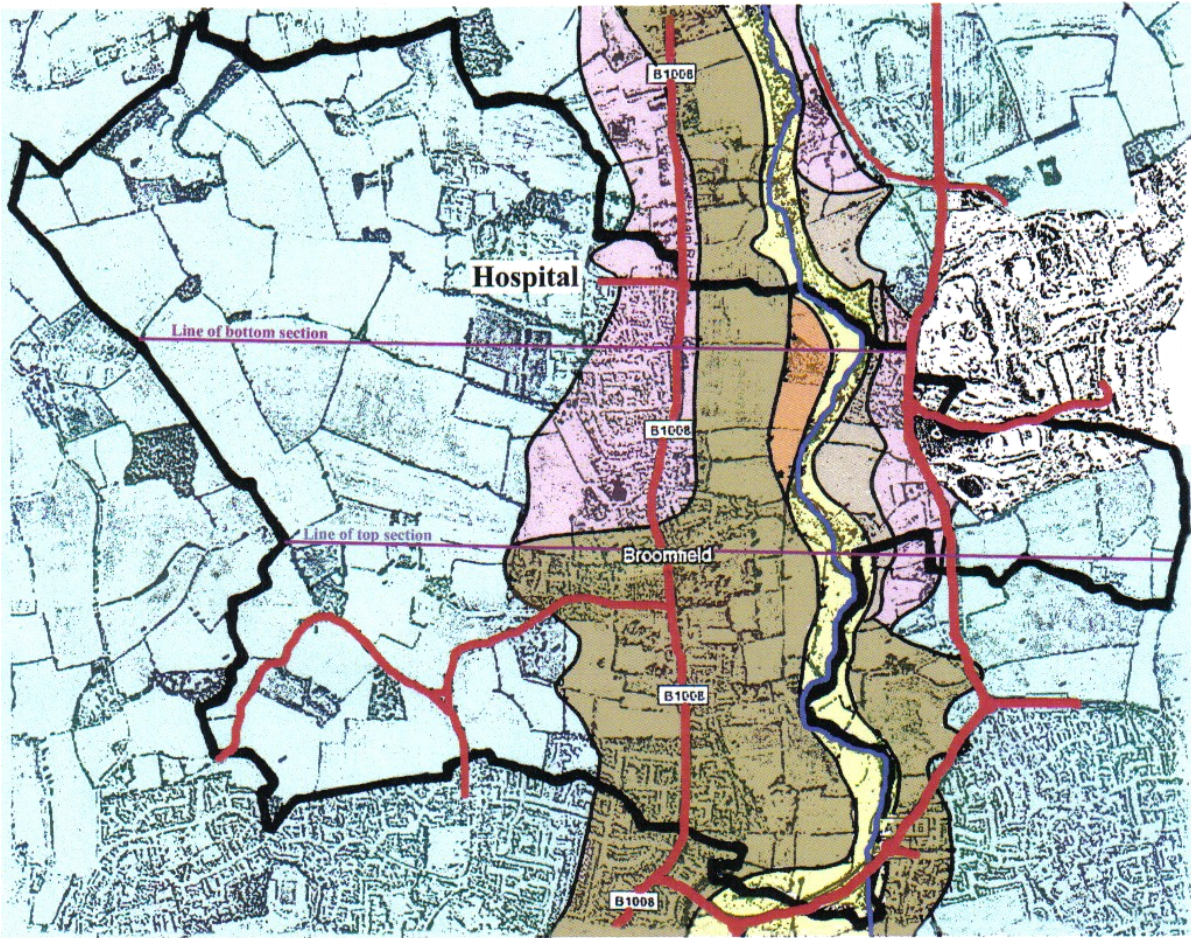 B1008
Hospital
Line of bottom section
B1008
Line of top section
Broomfield
B1008
B1008